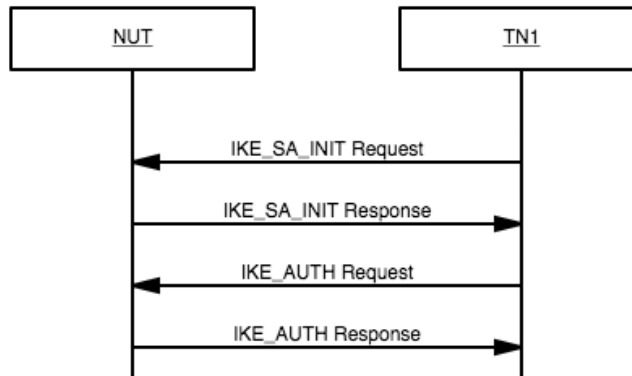 NUT
TN1
IKE_SA_INIT Request
IKE_SA_INIT Response
IKE_AUTH Request
IKE_AUTH Response